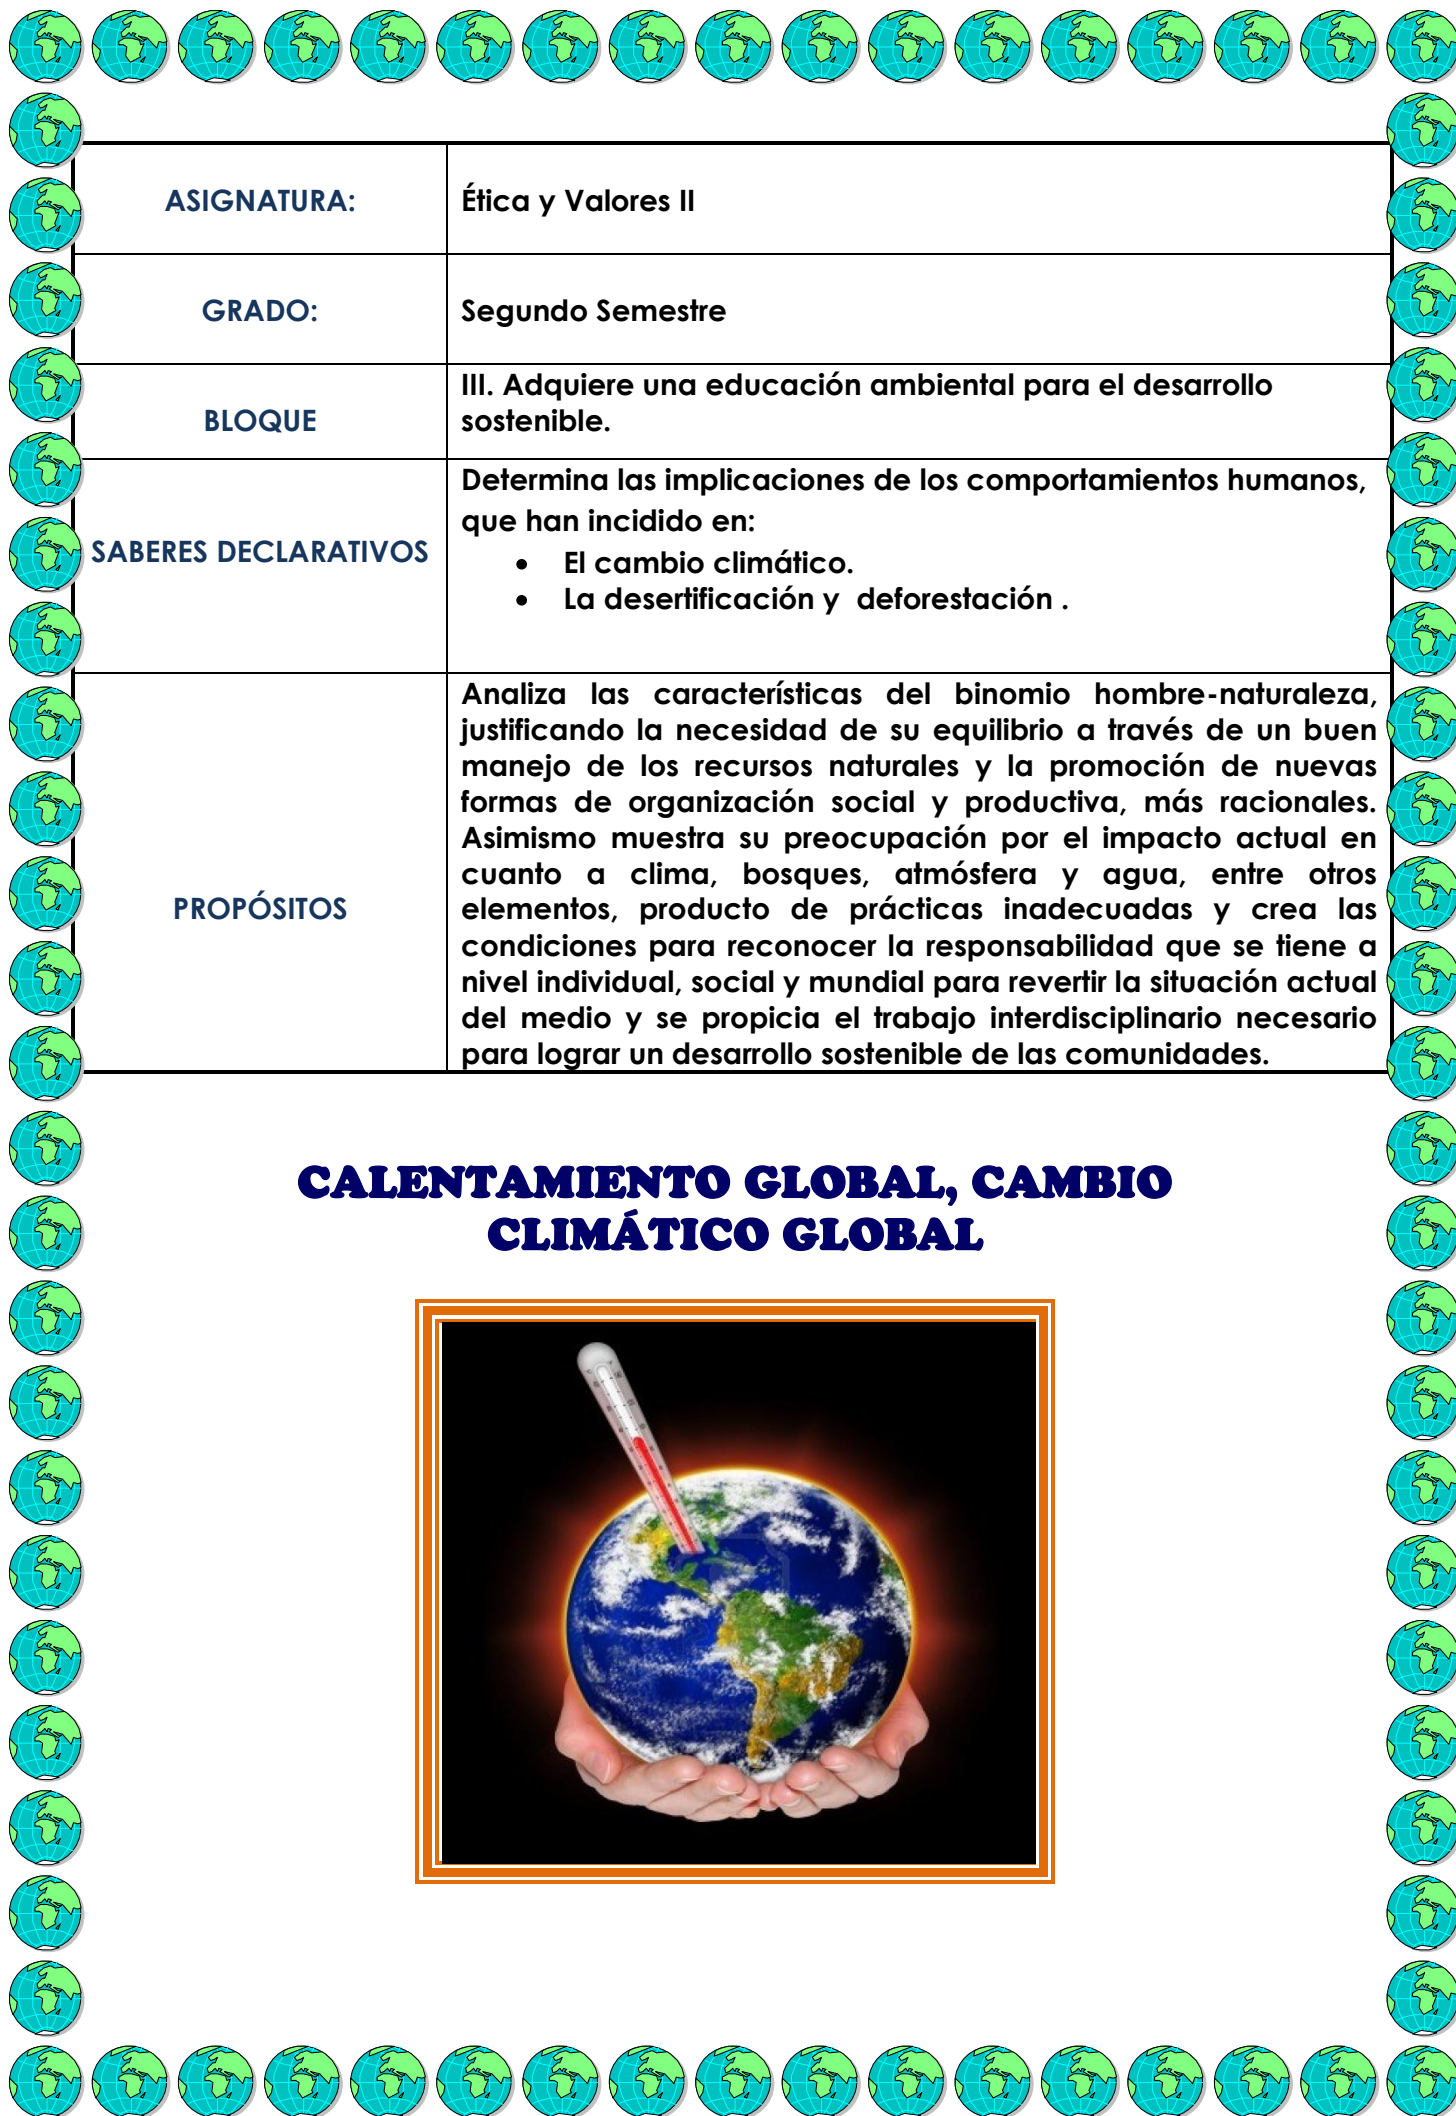 ASIGNATURA:
Ética y Valores II
GRADO:
Segundo Semestre
BLOQUE
III. Adquiere una educación ambiental para el desarrollo
sostenible.
SABERES DECLARATIVOS
Determina las implicaciones de los comportamientos humanos,
que han incidido en:
• El cambio climático.
• La desertificación y  deforestación .
PROPÓSITOS
Analiza las características del binomio hombre-naturaleza,
justificando la necesidad de su equilibrio a través de un buen
manejo de los recursos naturales y la promoción de nuevas
formas de organización social y productiva, más racionales.
Asimismo muestra su preocupación por el impacto actual en
cuanto a clima, bosques, atmósfera y agua, entre otros
elementos, producto de prácticas inadecuadas y crea las
condiciones para reconocer la responsabilidad que se tiene a
nivel individual, social y mundial para revertir la situación actual
del medio y se propicia el trabajo interdisciplinario necesario
para lograr un desarrollo sostenible de las comunidades.
CALENTAMIENTO GLOBAL, CAMBIO
CLIMÁTICO GLOBAL